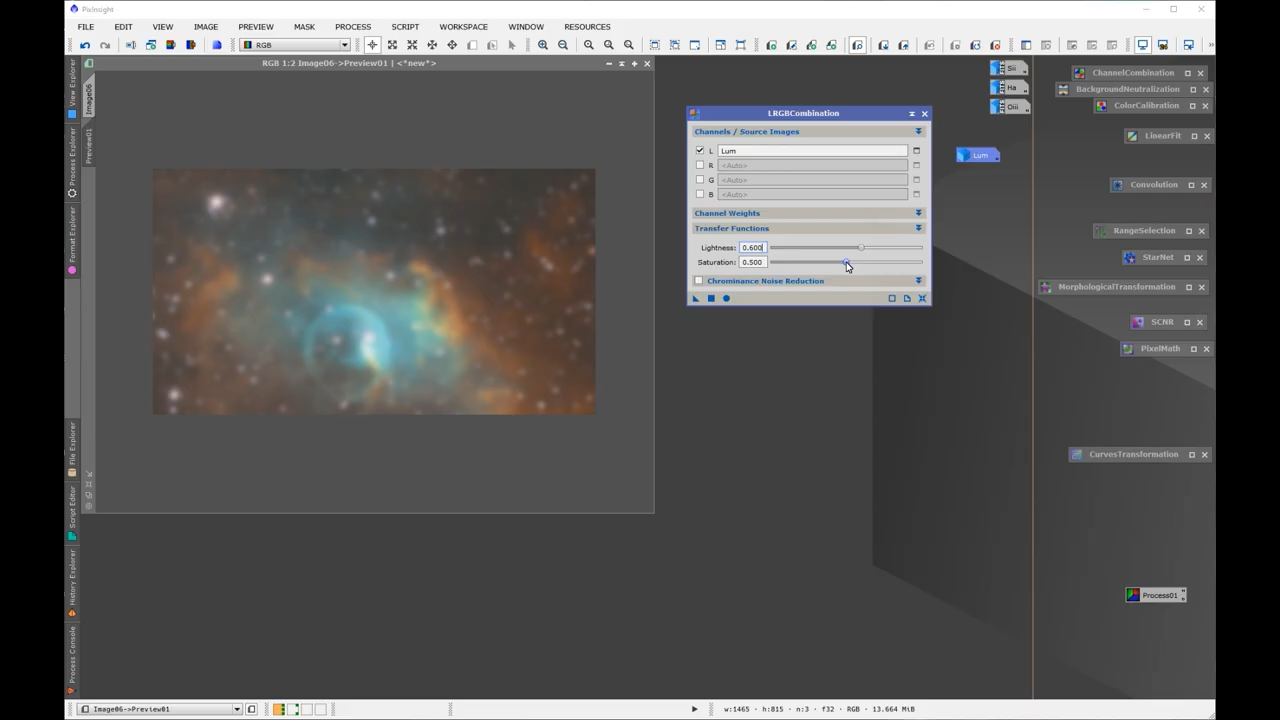 PixInsight
FILE EDIT VIEW IMAGE PREVIEW MASK PROCESS SCRIPT WORKSPACE WINDOW RESOURCES
RGB
RGB 1:2 Image06->Preview01 | <*new*>
View Explorer
Process Explorer
Format Explorer
File Explorer
Script Editor
History Explorer
Process Console
Image06
Preview01
LRGBCombination
Channels / Source Images
L Lum
R <Auto>
G <Auto>
B <Auto>
Channel Weights
Transfer Functions
Lightness: 0.600
Saturation: 0.500
Chrominance Noise Reduction
Sii
Ha
Oiii
Lum
ChannelCombination
BackgroundNeutralization
ColorCalibration
LinearFit
Convolution
RangeSelection
StarNet
MorphologicalTransformation
SCNR
PixelMath
CurvesTransformation
Process01
Image06->Preview01
w:1465 · h:815 · n:3 · f32 · RGB · 13.664 MiB